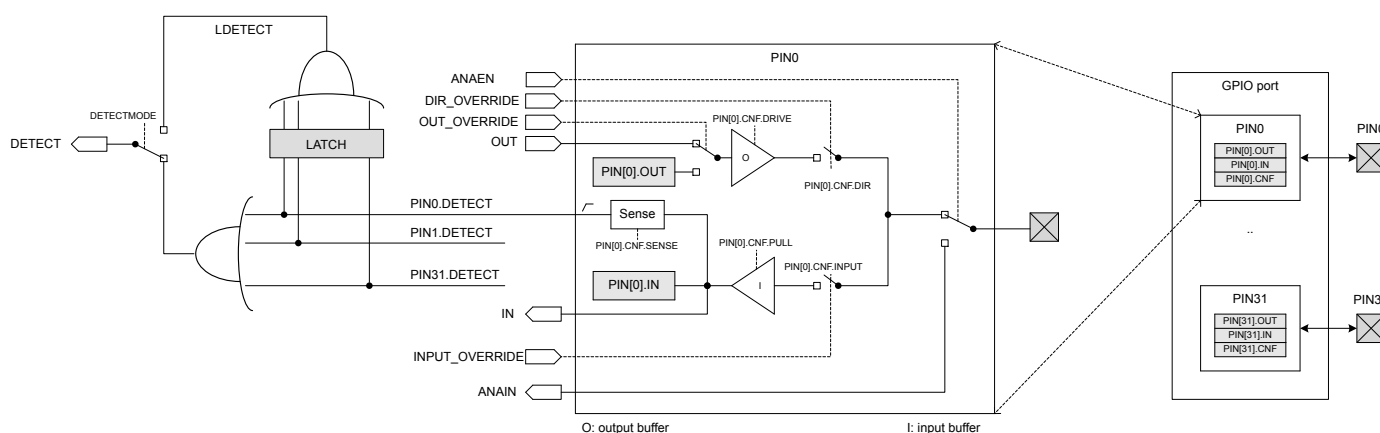 LDETECT
PIN0
ANAEN
GPIO port
DIR_OVERRIDE
DETECTMODE
OUT_OVERRIDE
PIN[0].CNF.DRIVE
PIN0
DETECT
OUT
LATCH
O
PIN[0].OUT
PIN[0].IN
PIN[0].CNF
PIN[0].OUT
PIN[0].CNF.DIR
PIN0.DETECT
Sense
PIN1.DETECT
PIN[0].CNF.SENSE
PIN[0].CNF.PULL
..
PIN[0].CNF.INPUT
PIN31.DETECT
PIN[0].IN
I
PIN31
IN
PIN[31].OUT
PIN[31].IN
PIN[31].CNF
INPUT_OVERRIDE
ANAIN
O: output buffer
I: input buffer